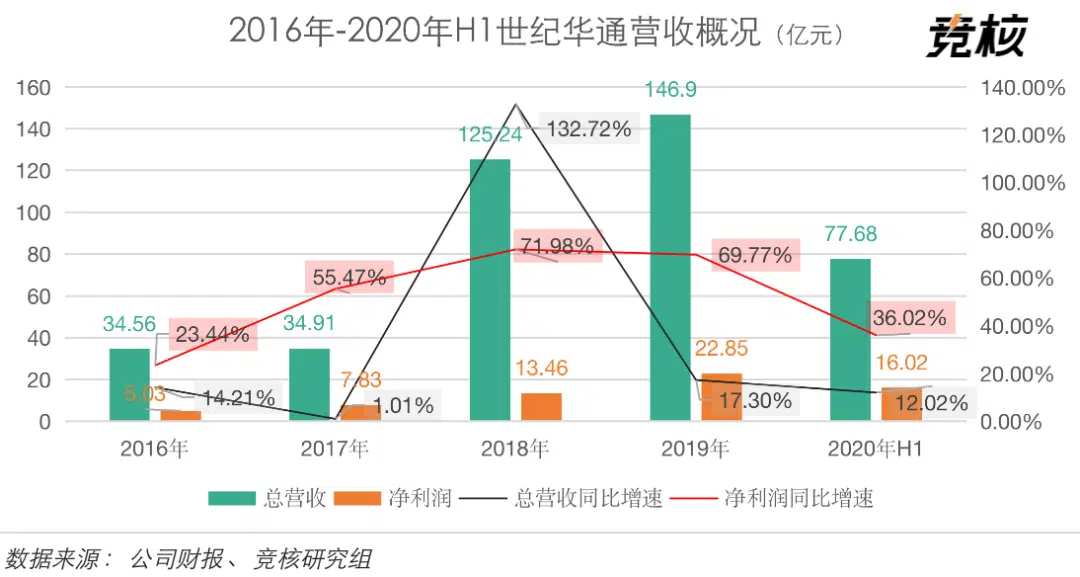 2016年-2020年H1世纪华通营收概况（亿元）
竞核
160 146.9 140.00%
140 125.24 132.72% 120.00%
120 100.00%
100 77.68 80.00%
80 71.98% 69.77%
60 55.47% 60.00%
40 34.56 23.44% 34.91 36.02% 40.00%
20 5.03 14.21% 7.83 1.01% 13.46 22.85 17.30% 16.02 12.02% 20.00%
0 0.00%
2016年 2017年 2018年 2019年 2020年H1
总营收 净利润 总营收同比增速 净利润同比增速
数据来源：公司财报、竞核研究组